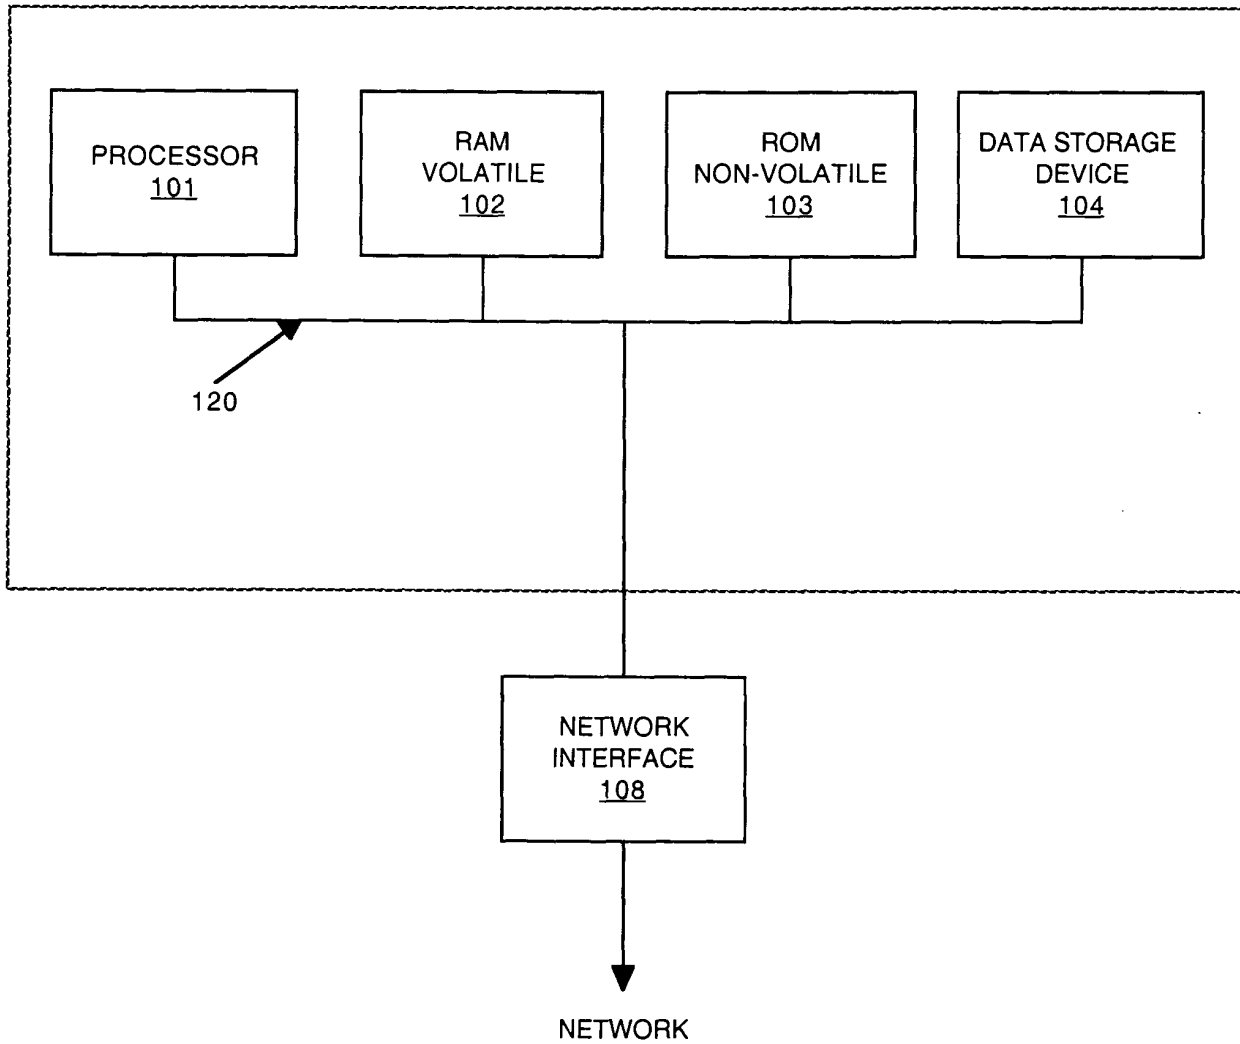 PROCESSOR
101
RAM
VOLATILE
102
ROM
NON-VOLATILE
103
DATA STORAGE
DEVICE
104
120
NETWORK
INTERFACE
108
NETWORK